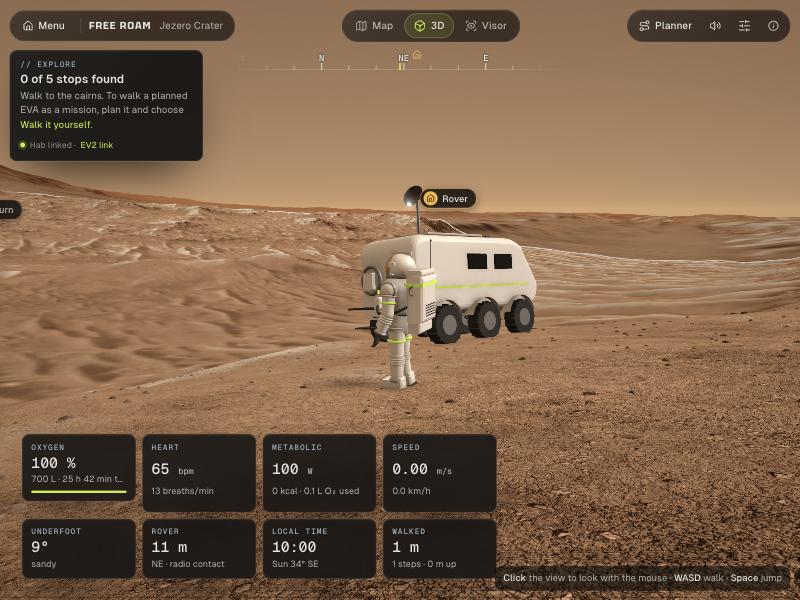 Menu
FREE ROAM Jezero Crater
Map
3D
Visor
Planner
N NE E
// EXPLORE
0 of 5 stops found
Walk to the cairns. To walk a planned
EVA as a mission, plan it and choose
Walk it yourself.
Hab linked · EV2 link
urn
Rover
OXYGEN
100 %
700 L · 25 h 42 min t…
HEART
65 bpm
13 breaths/min
METABOLIC
100 W
0 kcal · 0.1 L O₂ used
SPEED
0.00 m/s
0.0 km/h
UNDERFOOT
9°
sandy
ROVER
11 m
NE · radio contact
LOCAL TIME
10:00
Sun 34° SE
WALKED
1 m
1 steps · 0 m up
Click the view to look with the mouse · WASD walk · Space jump